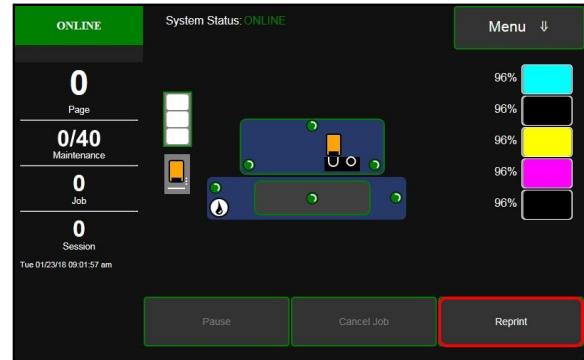 ONLINE
System Status: ONLINE
Menu ⇓
0
Page
0/40
Maintenance
0
Job
0
Session
Tue 01/23/18 09:01:57 am
96%
96%
96%
96%
96%
Pause
Cancel Job
Reprint